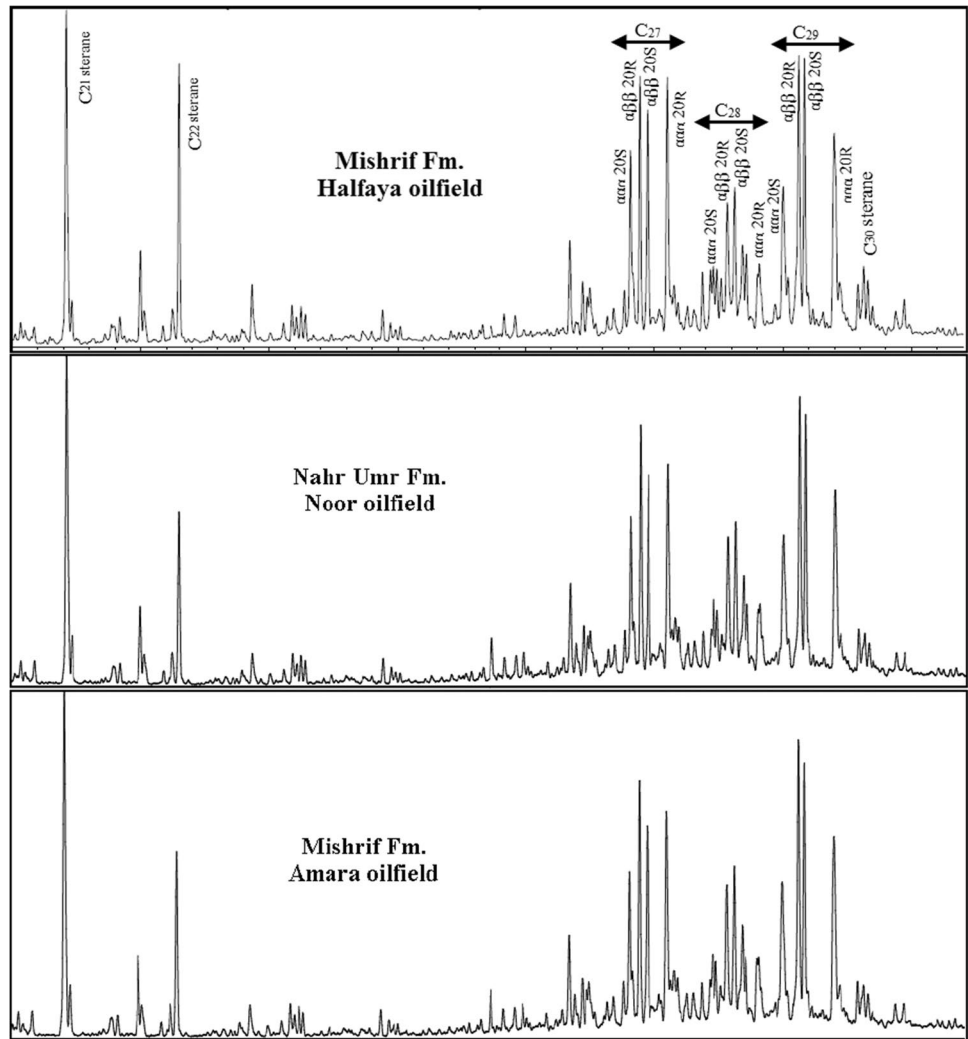 C21 sterane
C22 sterane
Mishrif Fm.
Halfaya oilfield
C27
ααα 20S
αββ 20R
αββ 20S
ααα 20R
C28
ααα 20S
αββ 20R
αββ 20S
ααα 20R
C29
ααα 20S
αββ 20R
αββ 20S
ααα 20R
C30 sterane
Nahr Umr Fm.
Noor oilfield
Mishrif Fm.
Amara oilfield